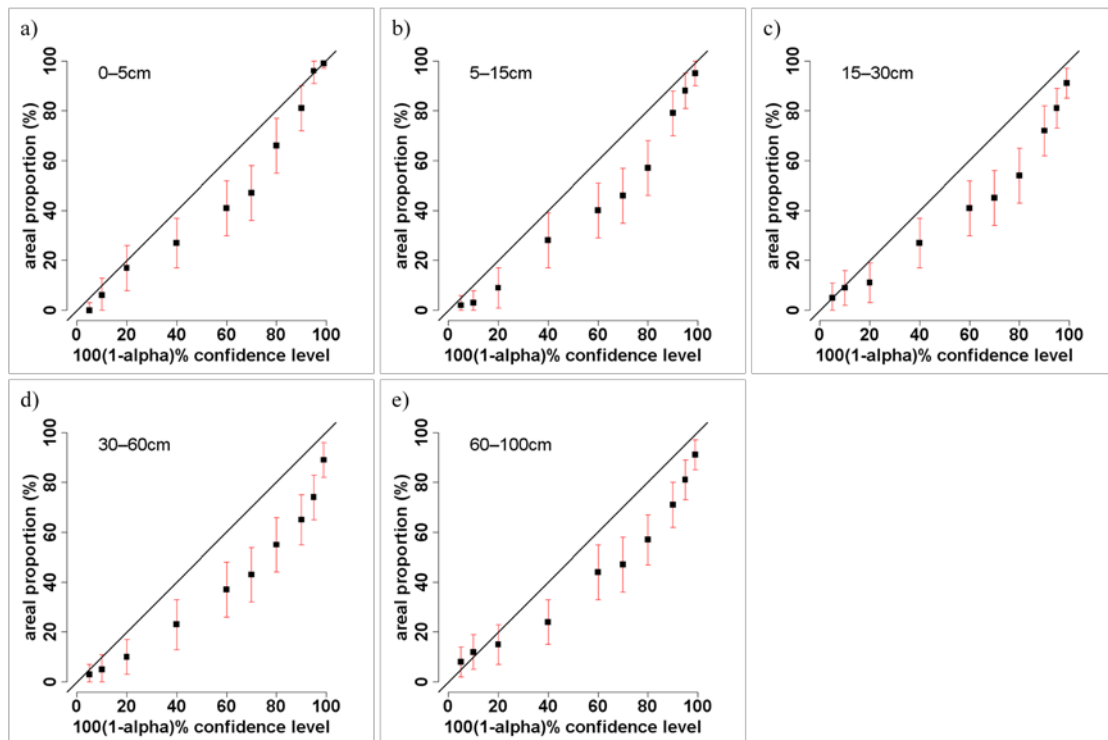 a)
0–5cm
areal proportion (%)
0 20 40 60 80 100
0 20 40 60 80 100
100(1-alpha)% confidence level
b)
5–15cm
areal proportion (%)
0 20 40 60 80 100
0 20 40 60 80 100
100(1-alpha)% confidence level
c)
15–30cm
areal proportion (%)
0 20 40 60 80 100
0 20 40 60 80 100
100(1-alpha)% confidence level
d)
30–60cm
areal proportion (%)
0 20 40 60 80 100
0 20 40 60 80 100
100(1-alpha)% confidence level
e)
60–100cm
areal proportion (%)
0 20 40 60 80 100
0 20 40 60 80 100
100(1-alpha)% confidence level